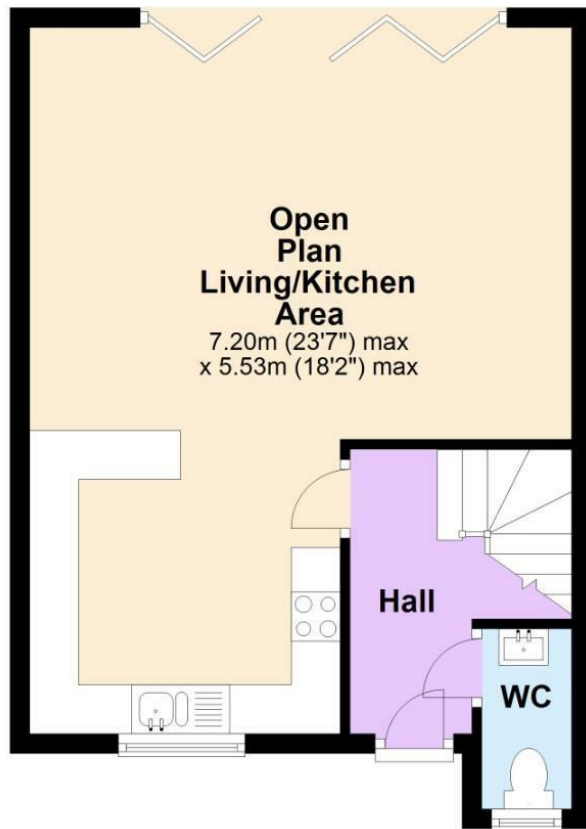 Open
Plan
Living/Kitchen
Area
7.20m (23'7") max
x 5.53m (18'2") max
Hall
WC